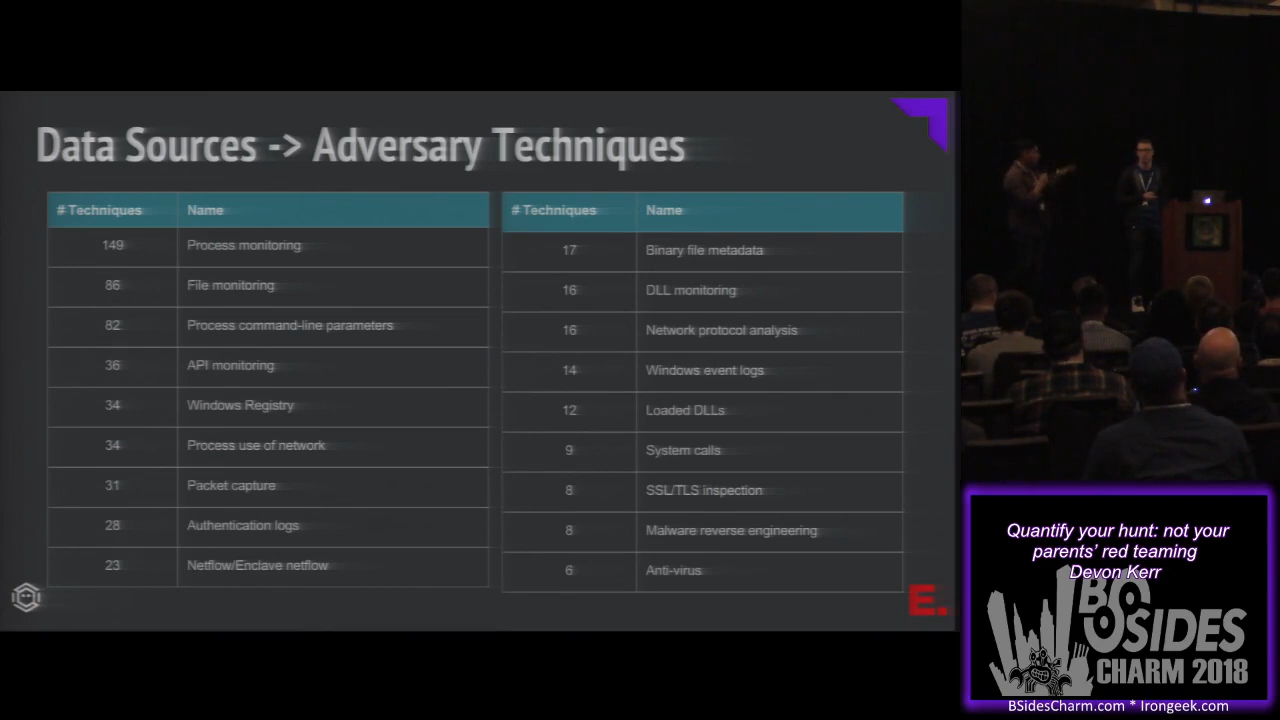 Data Sources -> Adversary Techniques
# Techniques Name
149 Process monitoring
86 File monitoring
82 Process command-line parameters
36 API monitoring
34 Windows Registry
34 Process use of network
31 Packet capture
28 Authentication logs
23 Netflow/Enclave netflow
# Techniques Name
17 Binary file metadata
16 DLL monitoring
16 Network protocol analysis
14 Windows event logs
12 Loaded DLLs
9 System calls
8 SSL/TLS inspection
8 Malware reverse engineering
6 Anti-virus
E.
Quantify your hunt: not your
parents' red teaming
Devon Kerr
BSIDES
CHARM 2018
BSidesCharm.com * Irongeek.com